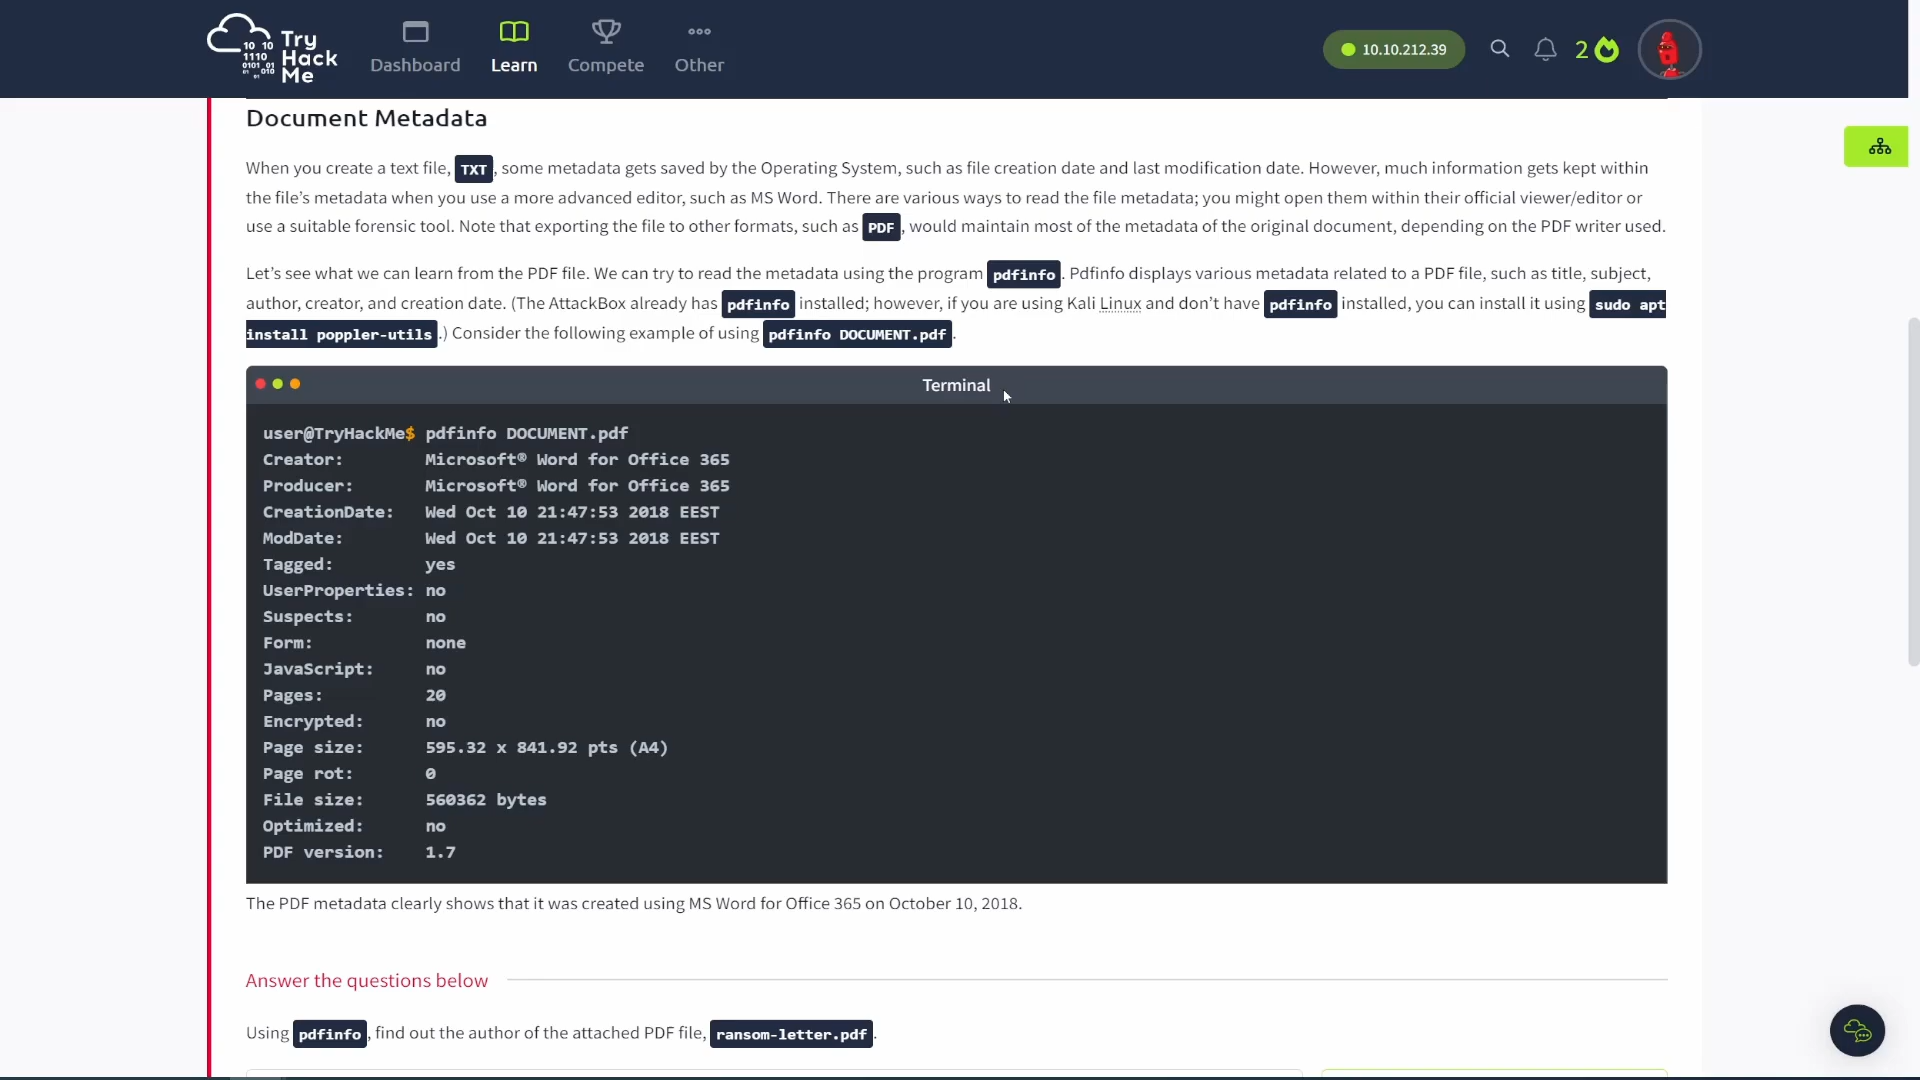 Try Hack Me
Dashboard
Learn
Compete
Other
10.10.212.39
2
Document Metadata
When you create a text file, TXT, some metadata gets saved by the Operating System, such as file creation date and last modification date. However, much information gets kept within
the file's metadata when you use a more advanced editor, such as MS Word. There are various ways to read the file metadata; you might open them within their official viewer/editor or
use a suitable forensic tool. Note that exporting the file to other formats, such as PDF, would maintain most of the metadata of the original document, depending on the PDF writer used.
Let's see what we can learn from the PDF file. We can try to read the metadata using the program pdfinfo. Pdfinfo displays various metadata related to a PDF file, such as title, subject,
author, creator, and creation date. (The AttackBox already has pdfinfo installed; however, if you are using Kali Linux and don't have pdfinfo installed, you can install it using sudo apt
install poppler-utils.) Consider the following example of using pdfinfo DOCUMENT.pdf.
Terminal
user@TryHackMe$ pdfinfo DOCUMENT.pdf
Creator: Microsoft® Word for Office 365
Producer: Microsoft® Word for Office 365
CreationDate: Wed Oct 10 21:47:53 2018 EEST
ModDate: Wed Oct 10 21:47:53 2018 EEST
Tagged: yes
UserProperties: no
Suspects: no
Form: none
JavaScript: no
Pages: 20
Encrypted: no
Page size: 595.32 x 841.92 pts (A4)
Page rot: 0
File size: 560362 bytes
Optimized: no
PDF version: 1.7
The PDF metadata clearly shows that it was created using MS Word for Office 365 on October 10, 2018.
Answer the questions below
Using pdfinfo, find out the author of the attached PDF file, ransom-letter.pdf.